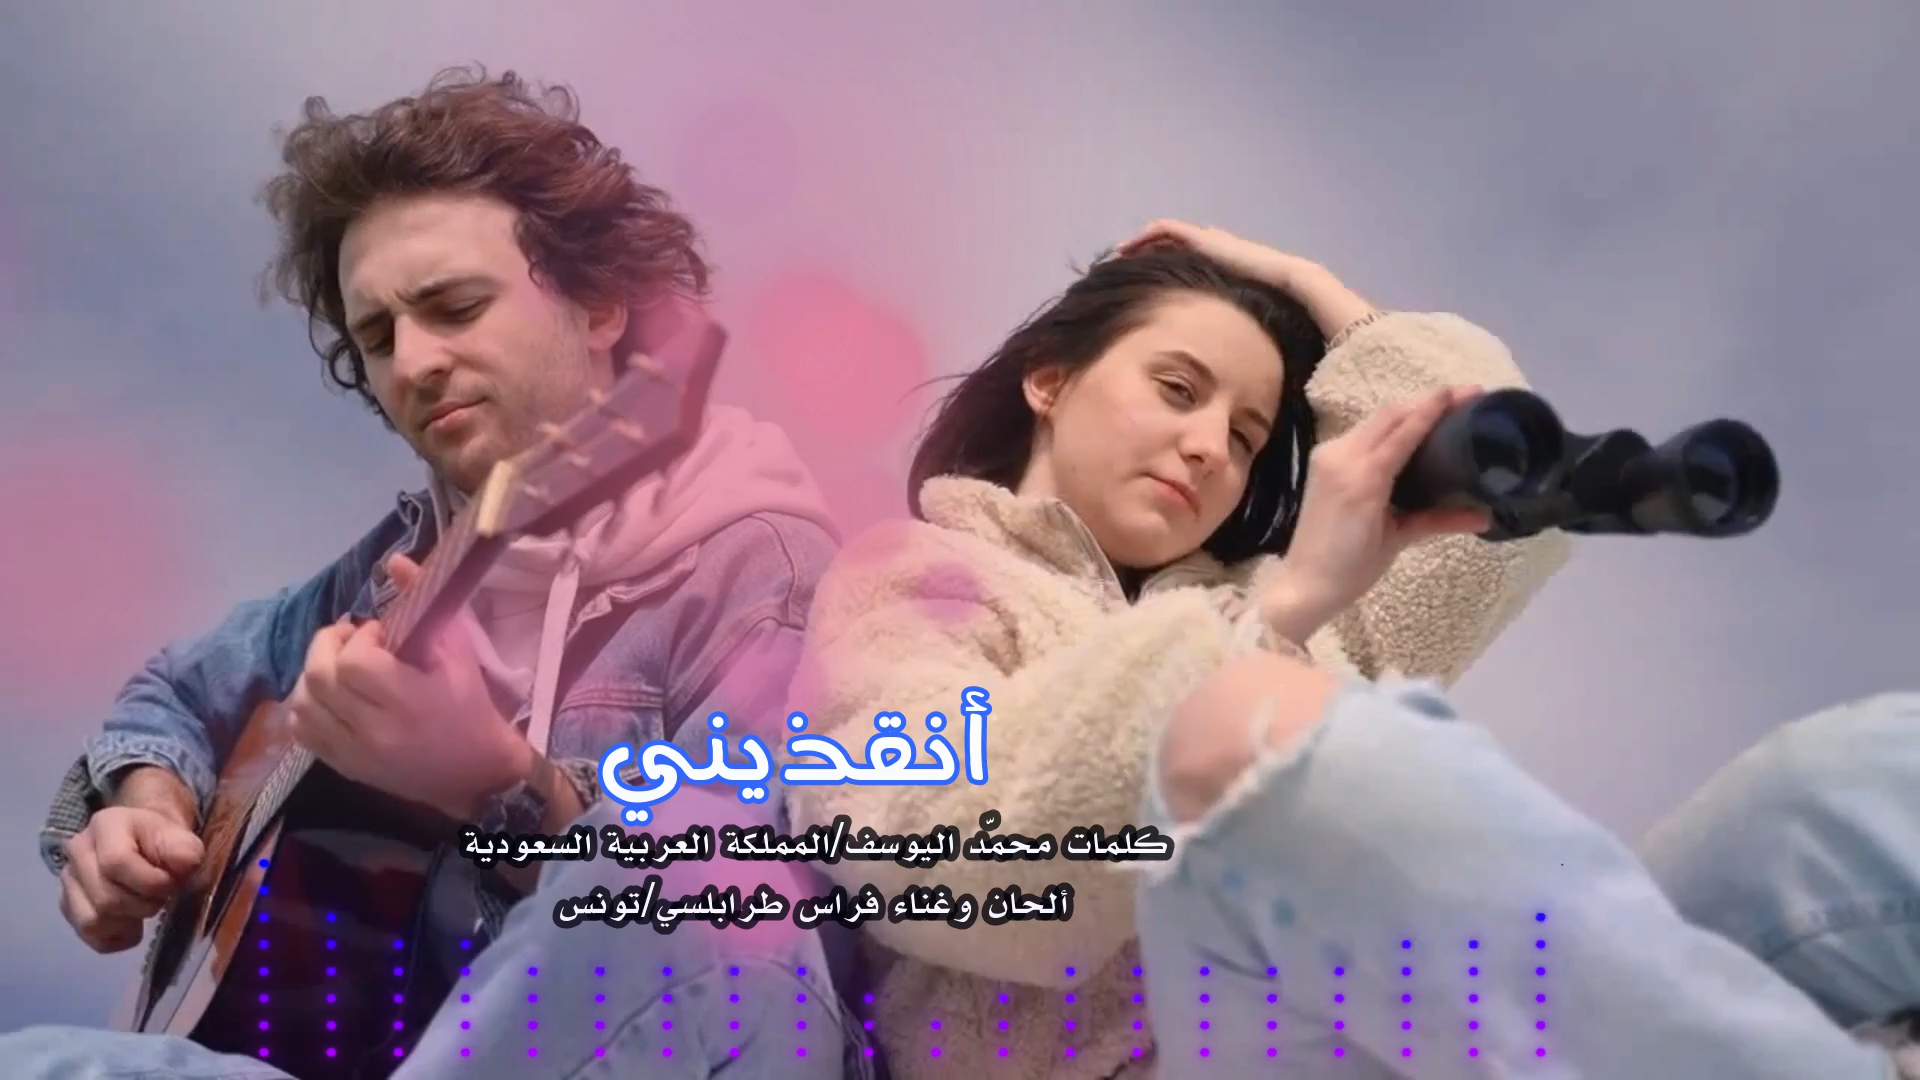 أنقذيني
كلمات محمّد اليوسف/المملكة العربية السعودية
ألحان وغناء فراس طرابلسي/تونس